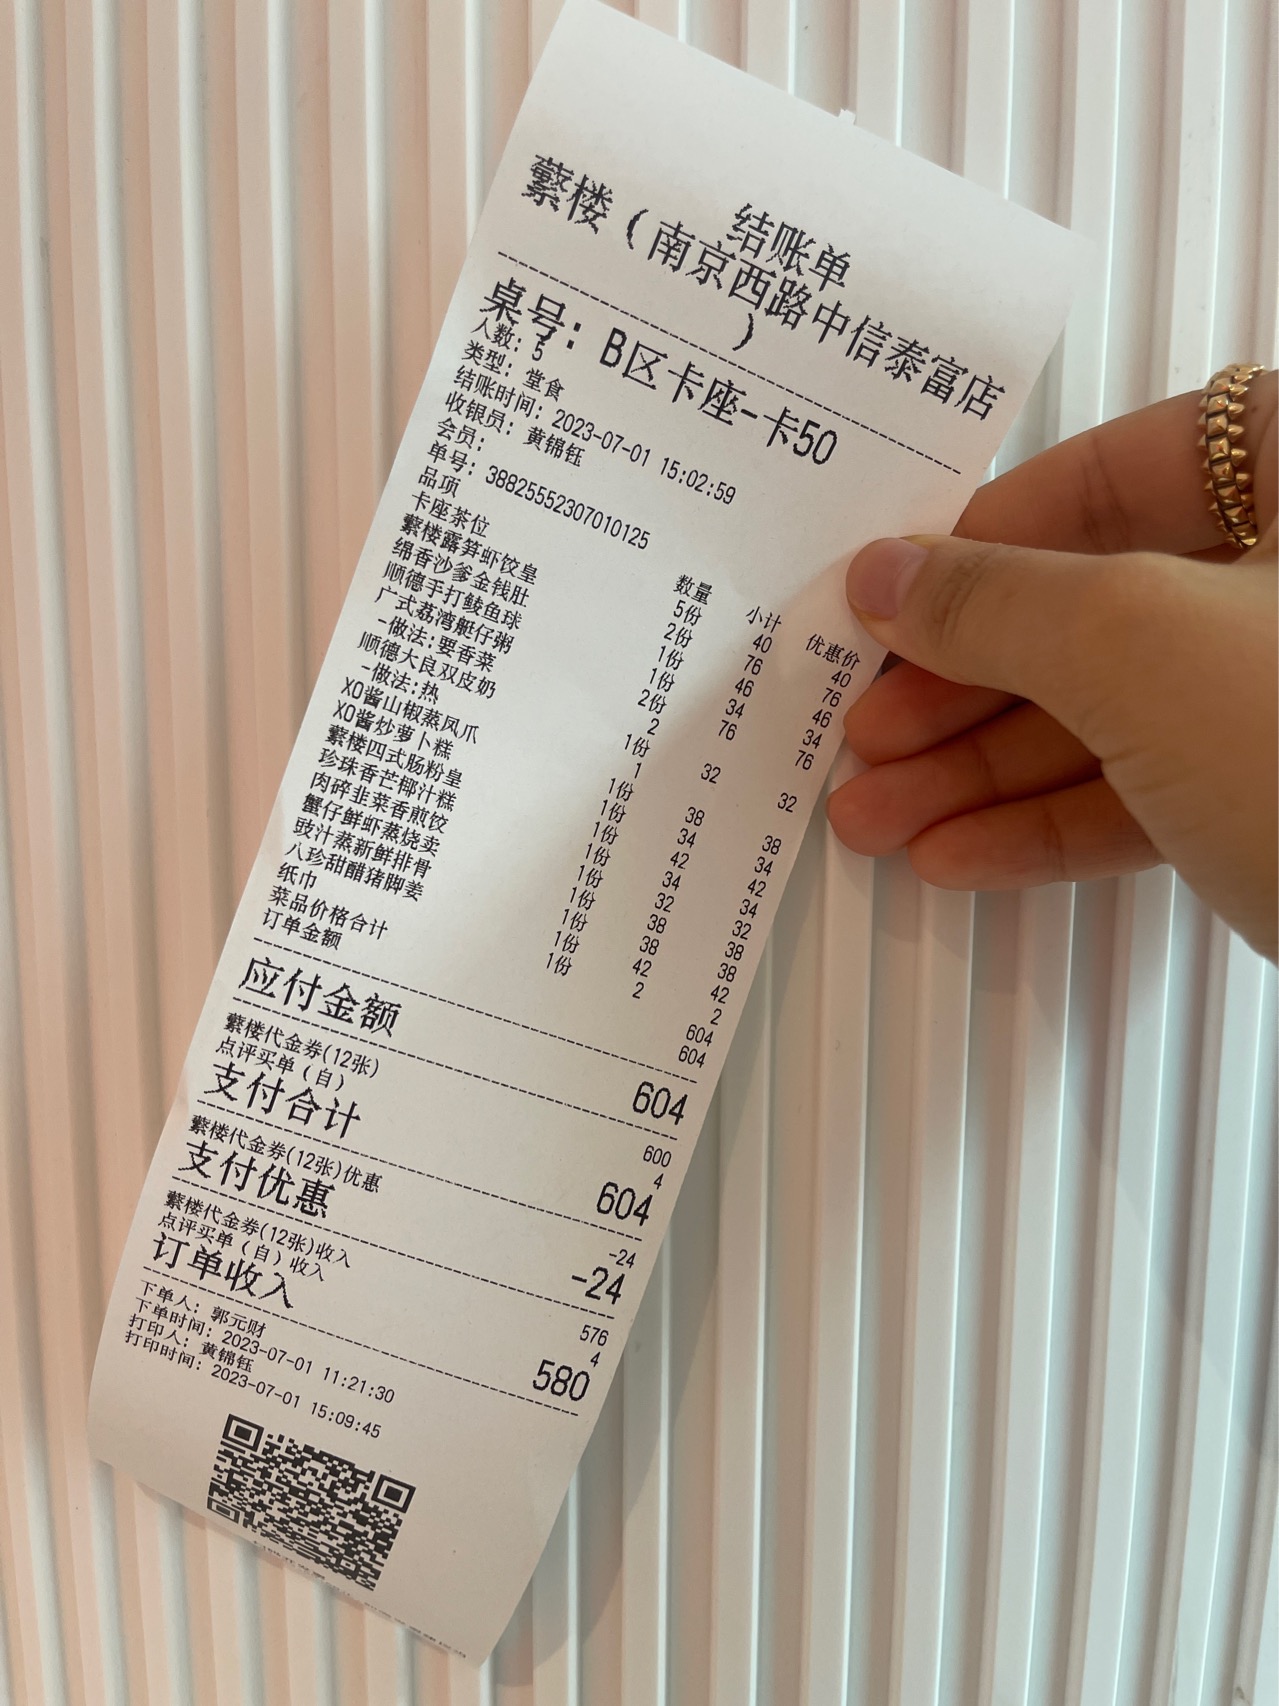 结账单
蘩楼（南京西路中信泰富店
）
桌号：B区卡座-卡50
人数：5
类型：堂食
结账时间：2023-07-01 15:02:59
收银员：黄锦钰
会员：
单号：38825552307010125
品项 数量 小计 优惠价
卡座茶位 5份 40 40
蘩楼露笋虾饺皇 2份 76 76
绵香沙爹金钱肚 1份 46 46
顺德手打鲮鱼球 1份 34 34
广式荔湾艇仔粥 2份 76 76
-做法:要香菜 2
顺德大良双皮奶 1份 32 32
-做法:热 1
XO酱山椒蒸凤爪 1份 38 38
XO酱炒萝卜糕 1份 34 34
蘩楼四式肠粉皇 1份 42 42
珍珠香芒椰汁糕 1份 34 34
肉碎韭菜香煎饺 1份 32 32
蟹仔鲜虾蒸烧卖 1份 38 38
豉汁蒸新鲜排骨 1份 38 38
八珍甜醋猪脚姜 1份 42 42
纸巾 1份 2 2
菜品价格合计 604
订单金额 604
应付金额 604
蘩楼代金券(12张) 600
点评买单（自） 4
支付合计 604
蘩楼代金券(12张)优惠 -24
支付优惠 -24
蘩楼代金券(12张)收入 576
点评买单（自）收入 4
订单收入 580
下单人：郭元财
下单时间：2023-07-01 11:21:30
打印人：黄锦钰
打印时间：2023-07-01 15:09:45